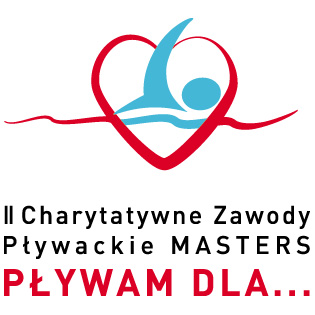 II Charytatywne Zawody
Pływackie MASTERS
PŁYWAM DLA...